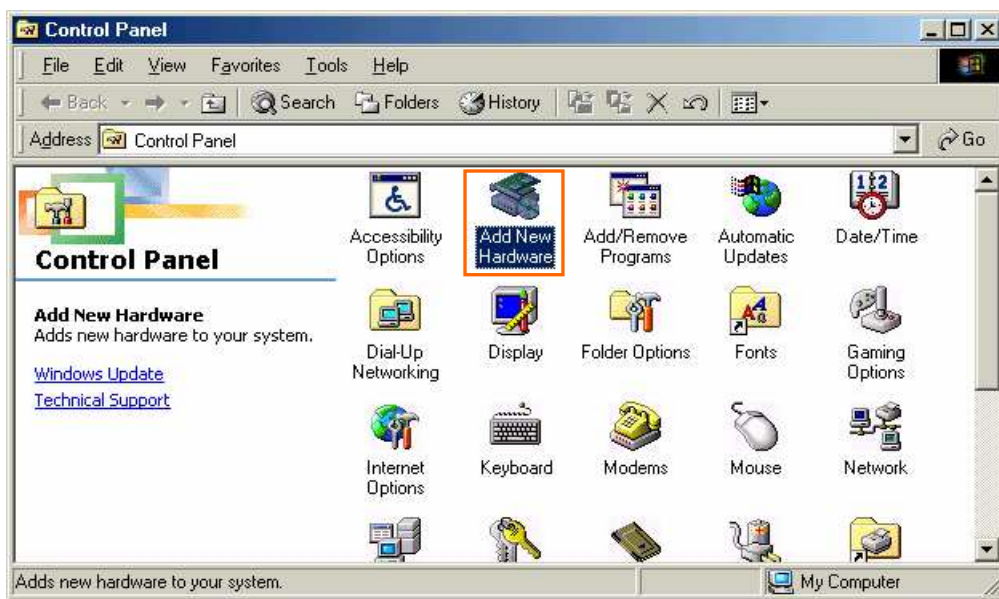 Control Panel
File Edit View Favorites Tools Help
Back Search Folders History
Address Control Panel Go
Control Panel
Add New Hardware
Adds new hardware to your system.
Windows Update
Technical Support
Accessibility
Options
Add New
Hardware
Add/Remove
Programs
Automatic
Updates
Date/Time
Dial-Up
Networking
Display
Folder Options
Fonts
Gaming
Options
Internet
Options
Keyboard
Modems
Mouse
Network
Adds new hardware to your system. My Computer